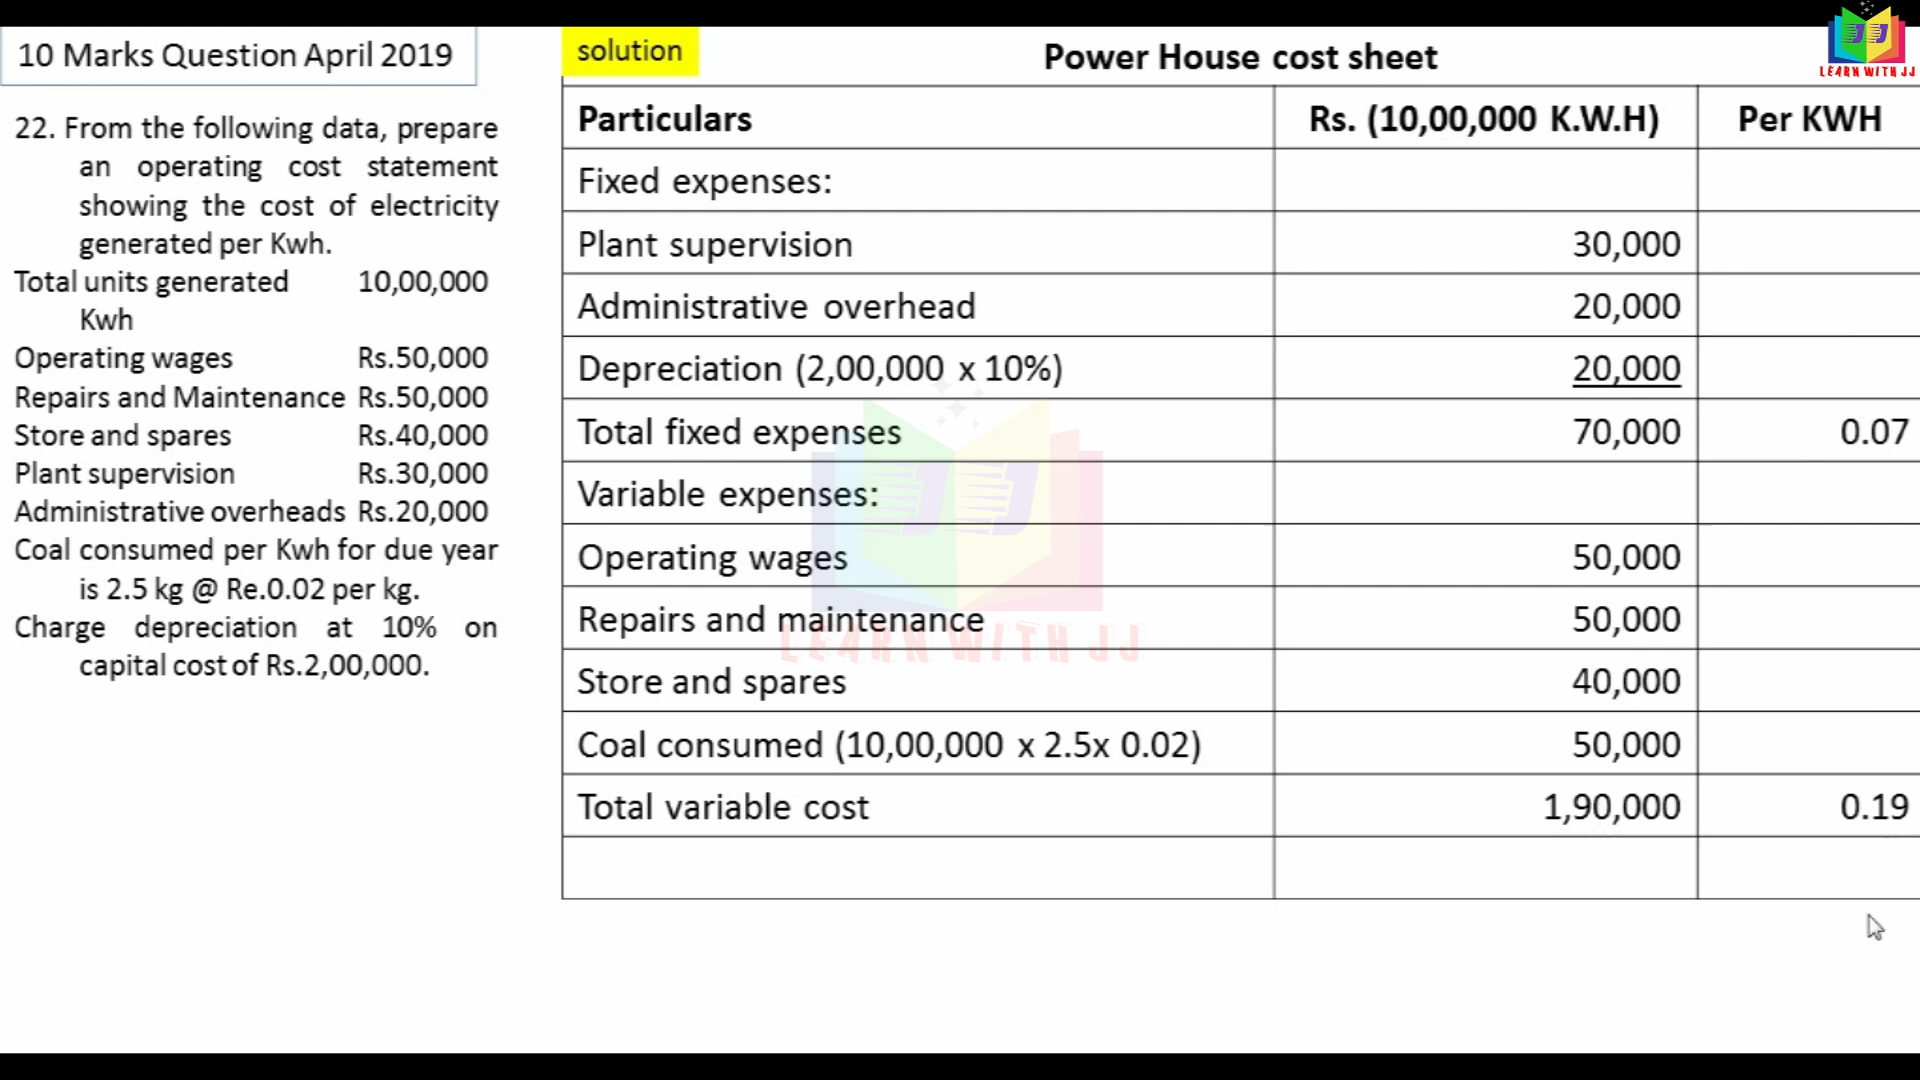 10 Marks Question April 2019
22. From the following data, prepare
an operating cost statement
showing the cost of electricity
generated per Kwh.
Total units generated 10,00,000
Kwh
Operating wages Rs.50,000
Repairs and Maintenance Rs.50,000
Store and spares Rs.40,000
Plant supervision Rs.30,000
Administrative overheads Rs.20,000
Coal consumed per Kwh for due year
is 2.5 kg @ Re.0.02 per kg.
Charge depreciation at 10% on
capital cost of Rs.2,00,000.
solution
Power House cost sheet
Particulars Rs. (10,00,000 K.W.H) Per KWH
Fixed expenses:
Plant supervision 30,000
Administrative overhead 20,000
Depreciation (2,00,000 x 10%) 20,000
Total fixed expenses 70,000 0.07
Variable expenses:
Operating wages 50,000
Repairs and maintenance 50,000
Store and spares 40,000
Coal consumed (10,00,000 x 2.5x 0.02) 50,000
Total variable cost 1,90,000 0.19
JJ
LEARN WITH JJ
JJ
LEARN WITH JJ